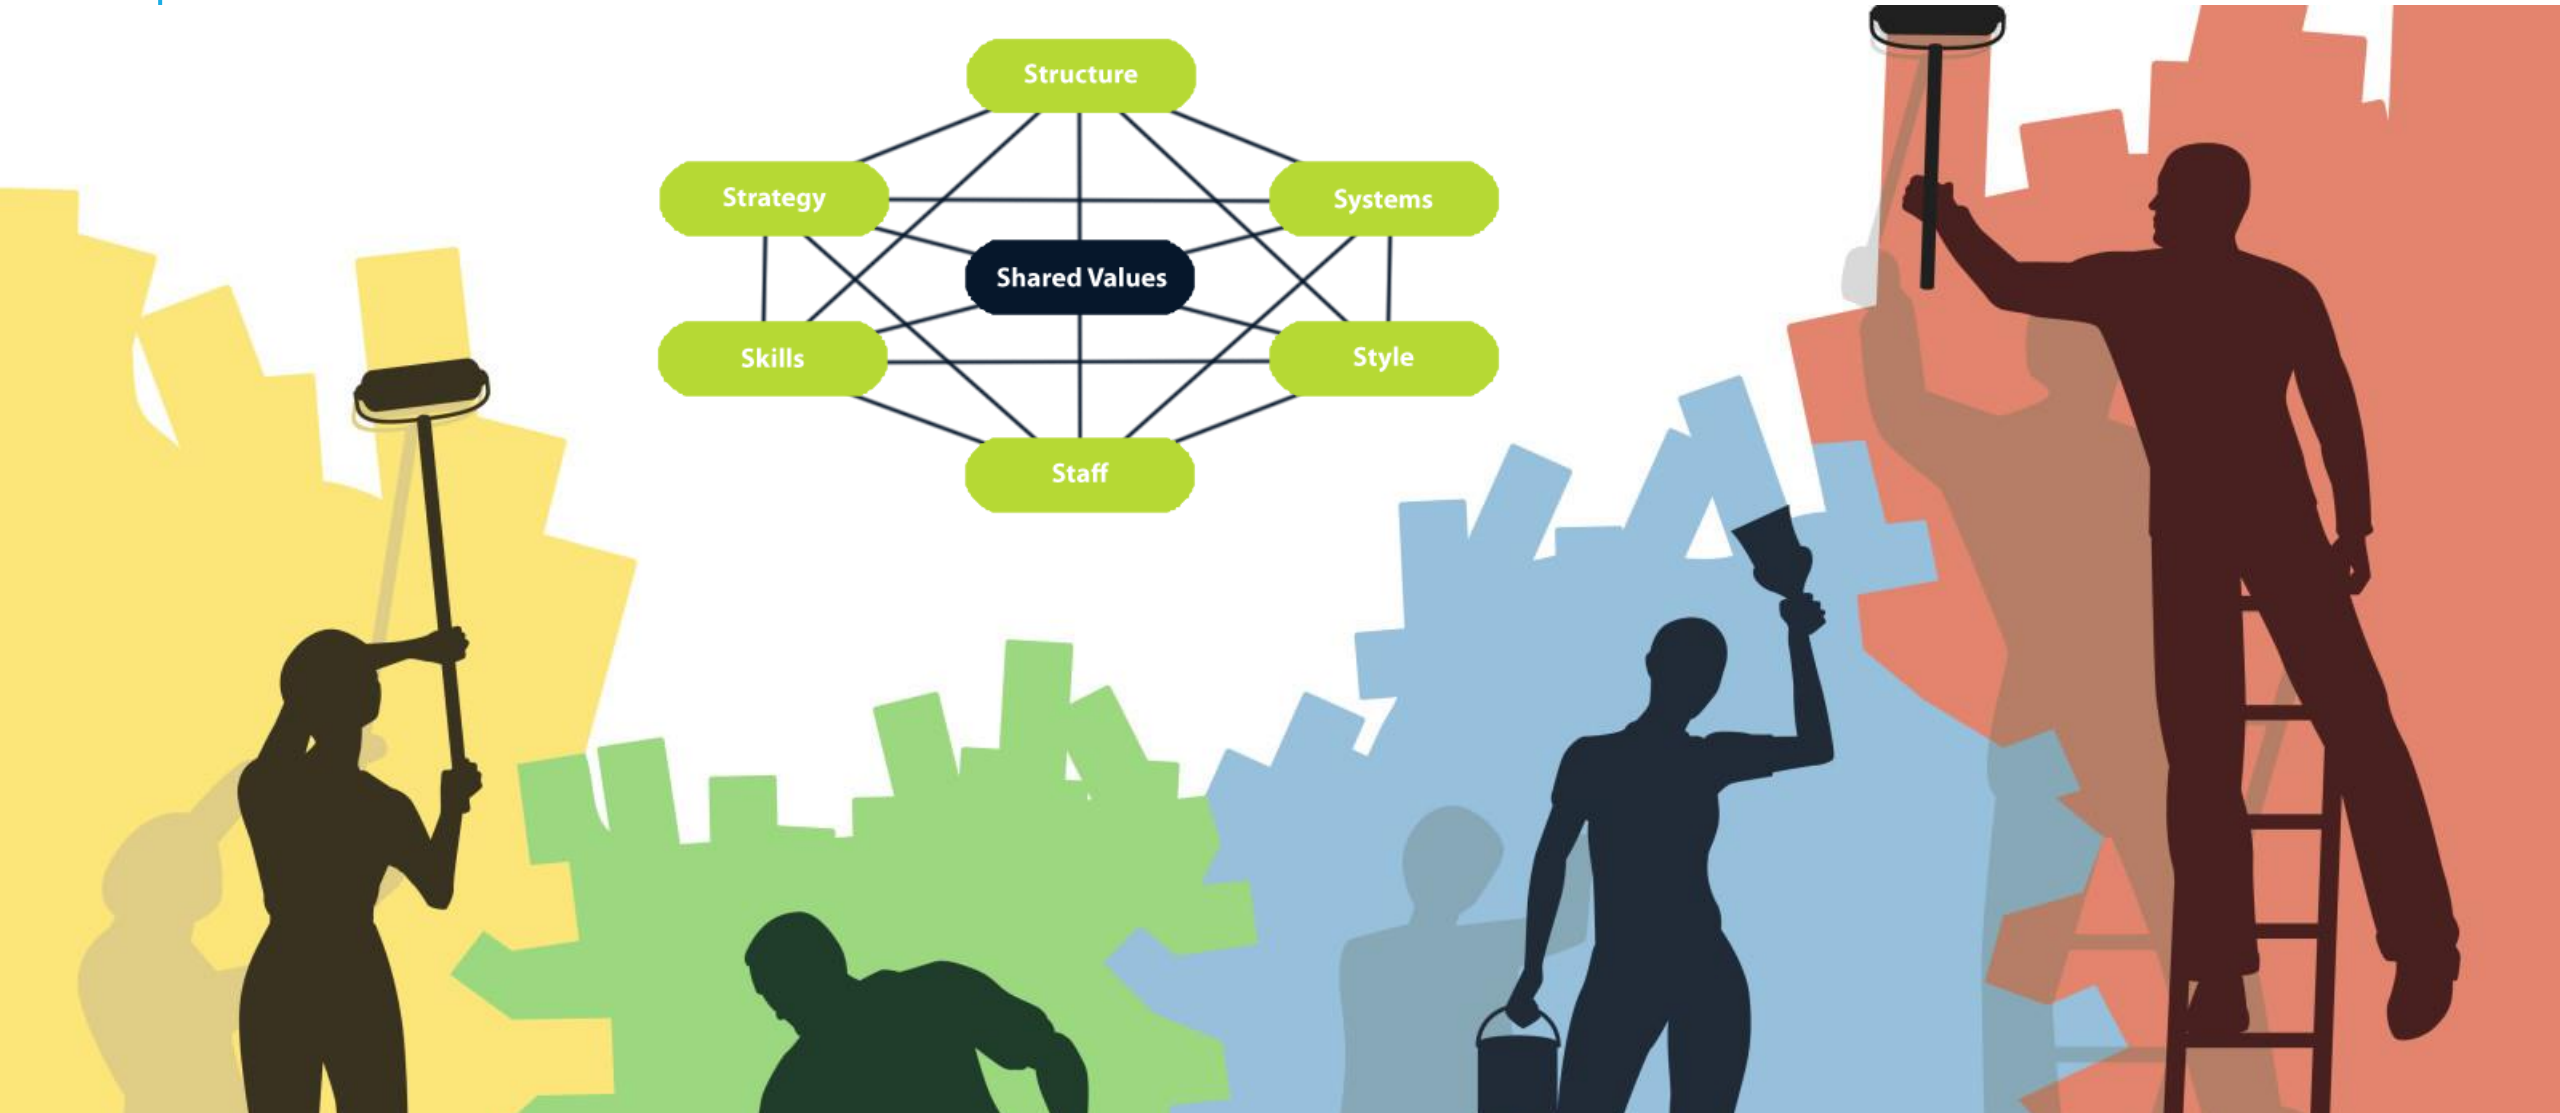 Structure
Strategy
Systems
Shared Values
Skills
Style
Staff